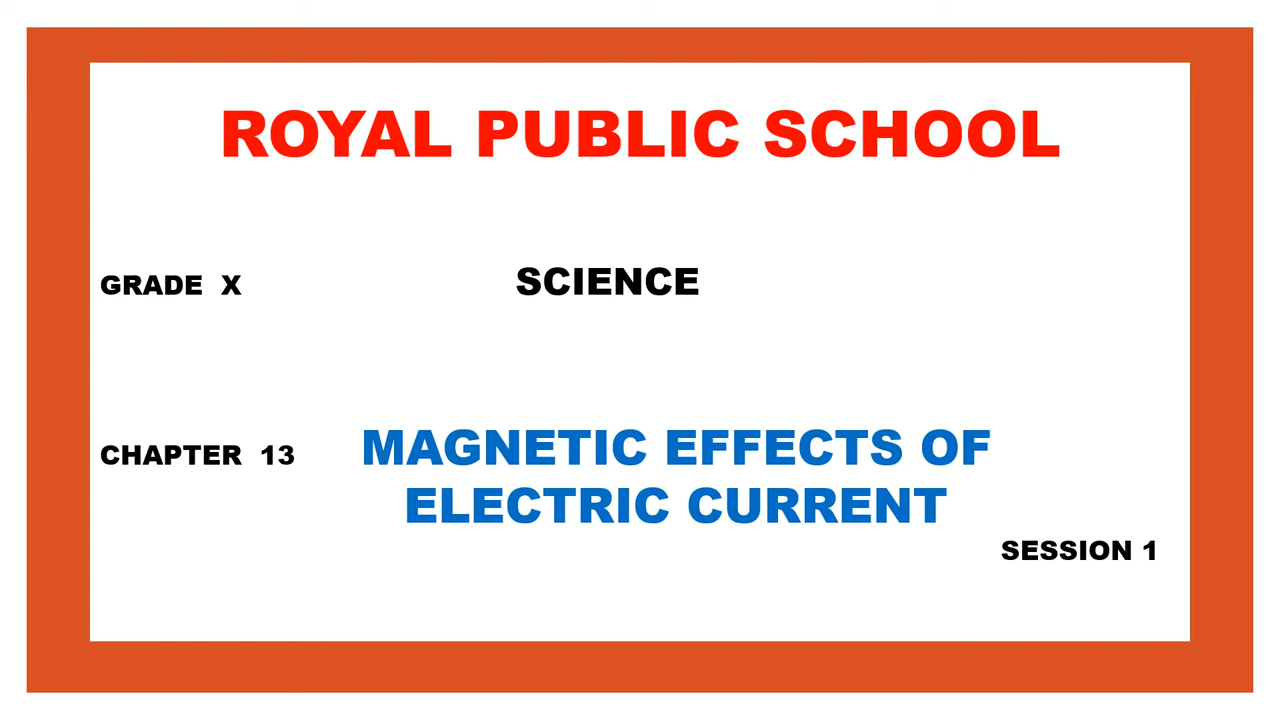 ROYAL PUBLIC SCHOOL
GRADE X
SCIENCE
CHAPTER 13
MAGNETIC EFFECTS OF
ELECTRIC CURRENT
SESSION 1